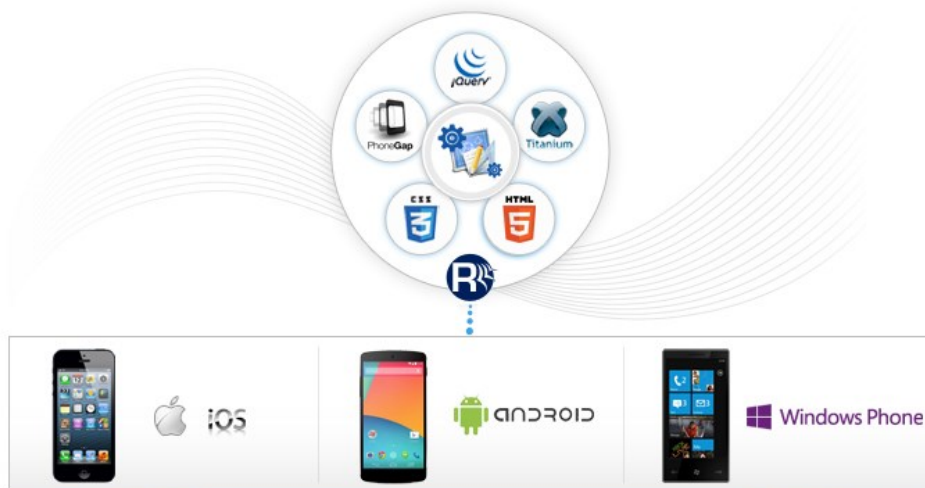 jQuery
PhoneGap
Titanium
CSS
3
HTML
5
R
iOS
ANDROID
Windows Phone